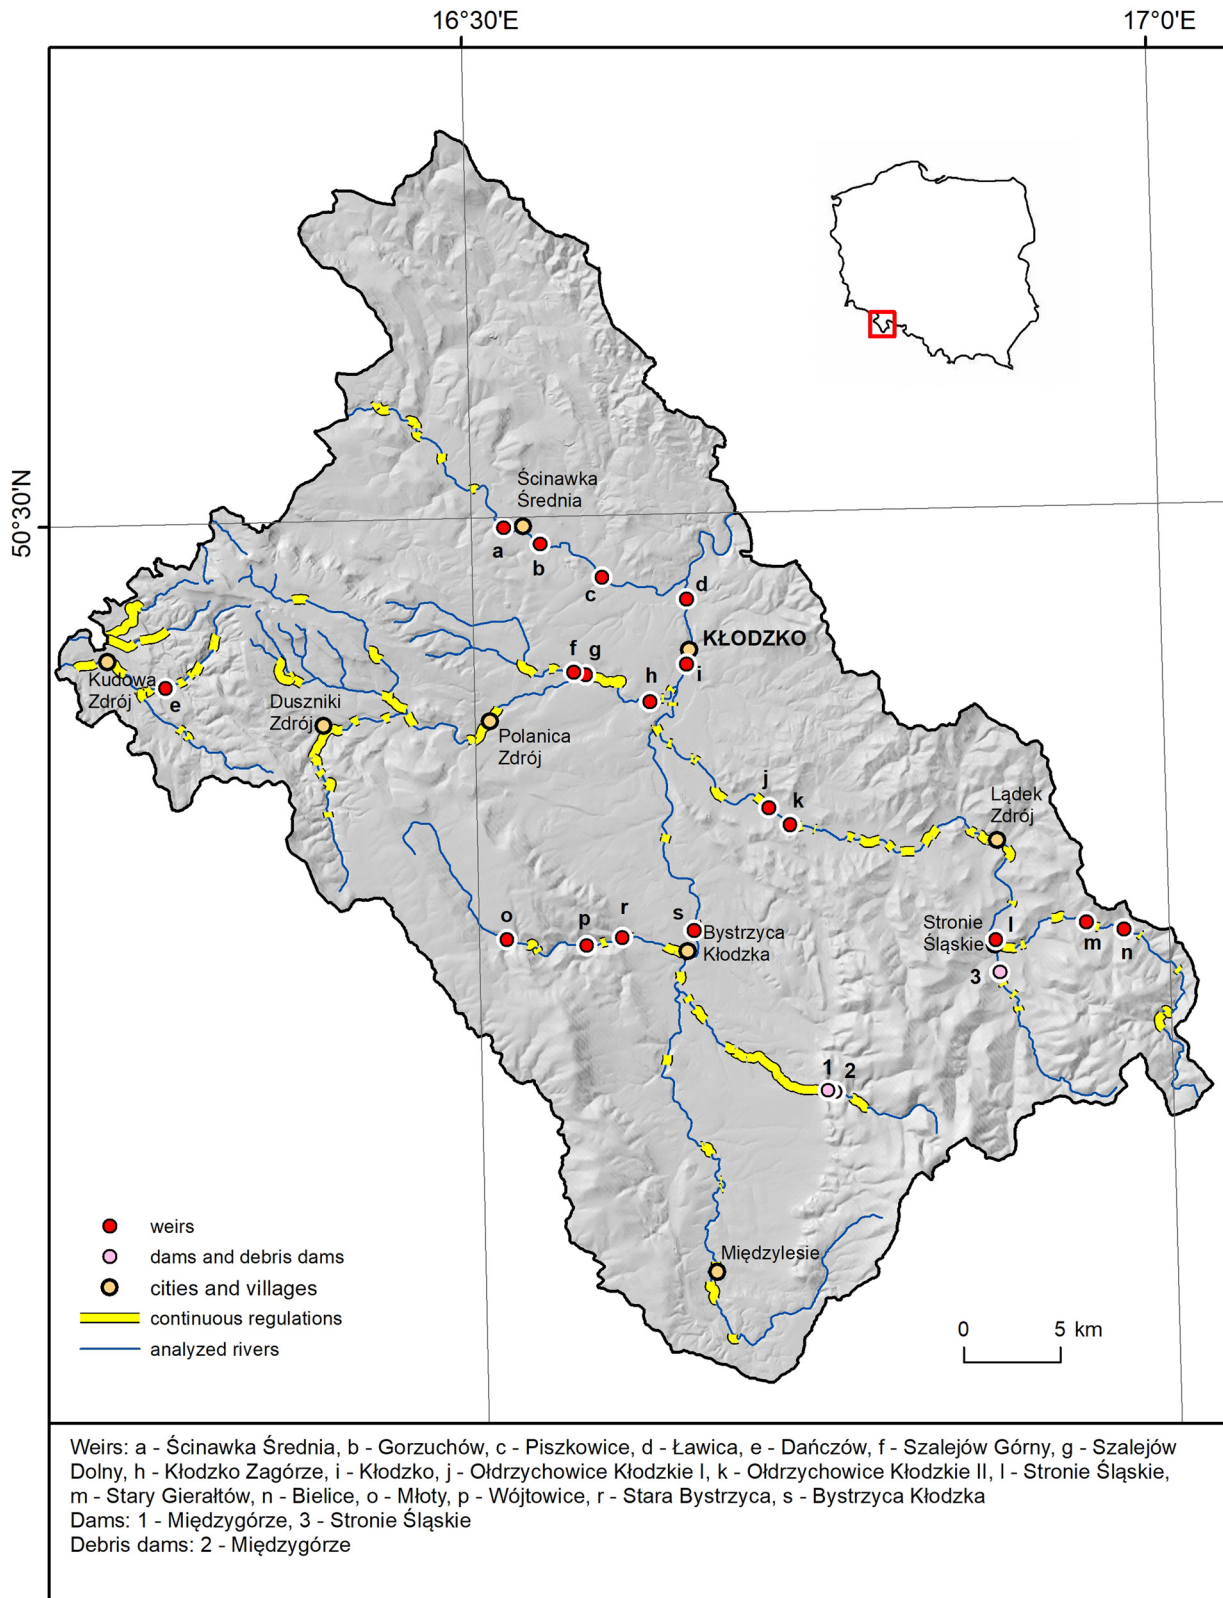 16°30'E
17°0'E
50°30'N
Ścinawka
Średnia
a
b
c
d
KŁODZKO
i
f
g
h
Kudowa
Zdrój
e
Duszniki
Zdrój
Polanica
Zdrój
j
k
Lądek
Zdrój
o
p
r
s
Bystrzyca
Kłodzka
Stronie
Śląskie
l
m
n
3
1
2
Międzylesie
weirs
dams and debris dams
cities and villages
continuous regulations
analyzed rivers
0
5 km
Weirs: a - Ścinawka Średnia, b - Gorzuchów, c - Piszkowice, d - Ławica, e - Dańczów, f - Szalejów Górny, g - Szalejów
Dolny, h - Kłodzko Zagórze, i - Kłodzko, j - Ołdrzychowice Kłodzkie I, k - Ołdrzychowice Kłodzkie II, l - Stronie Śląskie,
m - Stary Gierałtów, n - Bielice, o - Młoty, p - Wójtowice, r - Stara Bystrzyca, s - Bystrzyca Kłodzka
Dams: 1 - Międzygórze, 3 - Stronie Śląskie
Debris dams: 2 - Międzygórze